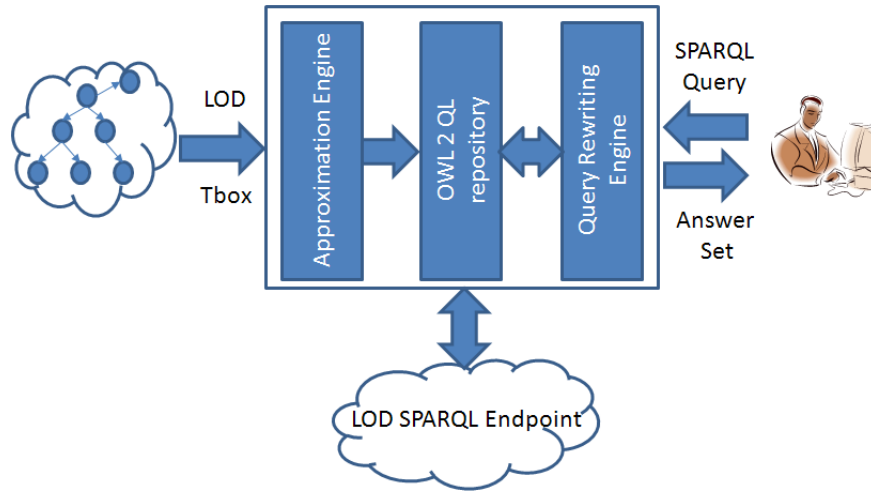 LOD
Tbox
Approximation Engine
OWL 2 QL
repository
Query Rewriting
Engine
SPARQL
Query
Answer
Set
LOD SPARQL Endpoint